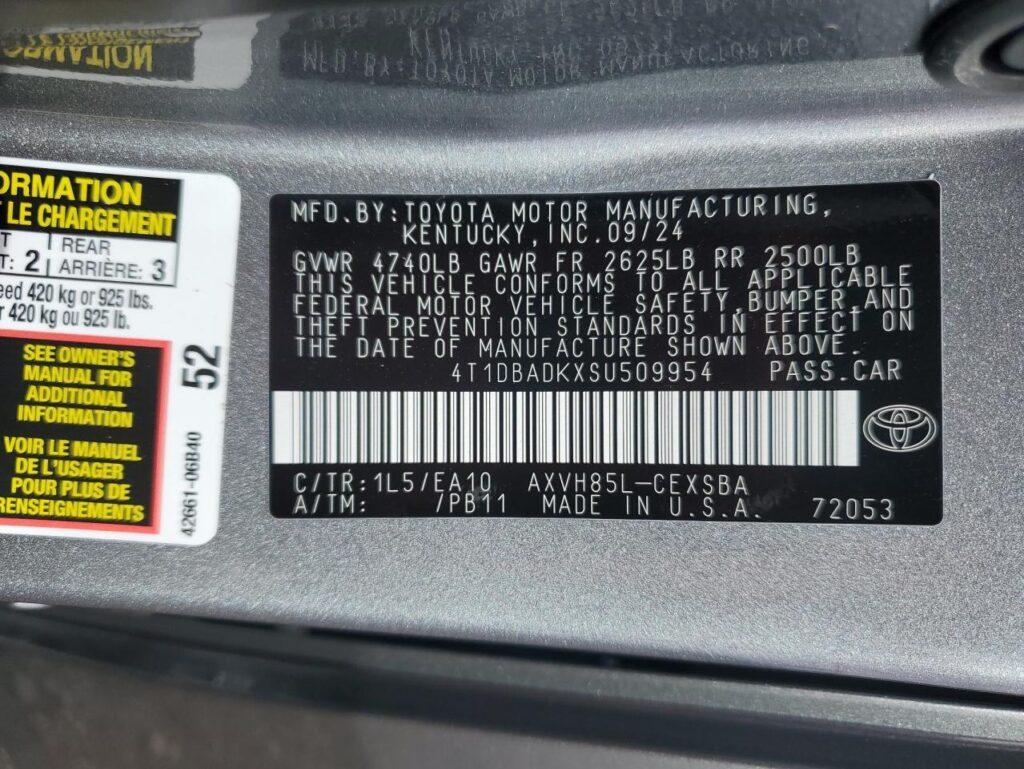 ORMATION
T LE CHARGEMENT
T REAR
T: 2 ARRIÈRE: 3
eed 420 kg or 925 lbs.
r 420 kg ou 925 lb.
SEE OWNER'S
MANUAL FOR
ADDITIONAL
INFORMATION
VOIR LE MANUEL
DE L'USAGER
POUR PLUS DE
RENSEIGNEMENTS
52
42661-06B40
MFD.BY:TOYOTA MOTOR MANUFACTURING,
KENTUCKY,INC.09/24
GVWR 4740LB GAWR FR 2625LB RR 2500LB
THIS VEHICLE CONFORMS TO ALL APPLICABLE
FEDERAL MOTOR VEHICLE SAFETY,BUMPER,AND
THEFT PREVENTION STANDARDS IN EFFECT ON
THE DATE OF MANUFACTURE SHOWN ABOVE.
4T1DBADKXSU509954 PASS.CAR
C/TR:1L5/EA10 AXVH85L-CEXSBA
A/TM: /PB11 MADE IN U.S.A. 72053